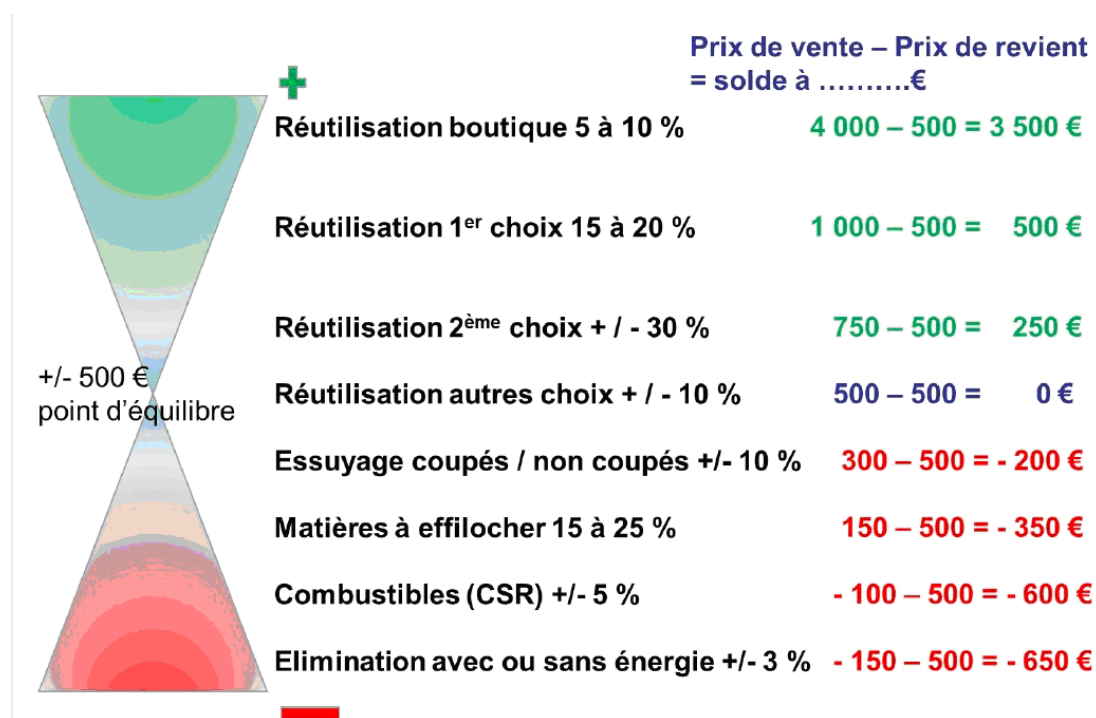 Prix de vente – Prix de revient
= solde à ……….€
Réutilisation boutique 5 à 10 % 4 000 – 500 = 3 500 €
Réutilisation 1er choix 15 à 20 % 1 000 – 500 = 500 €
Réutilisation 2ème choix + / - 30 % 750 – 500 = 250 €
+/- 500 €
point d’équilibre
Réutilisation autres choix + / - 10 % 500 – 500 = 0 €
Essuyage coupés / non coupés +/- 10 % 300 – 500 = - 200 €
Matières à effilocher 15 à 25 % 150 – 500 = - 350 €
Combustibles (CSR) +/- 5 % - 100 – 500 = - 600 €
Elimination avec ou sans énergie +/- 3 % - 150 – 500 = - 650 €